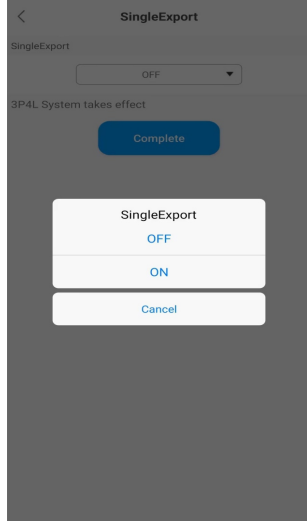 SingleExport
SingleExport
OFF
3P4L System takes effect
Complete
SingleExport
OFF
ON
Cancel